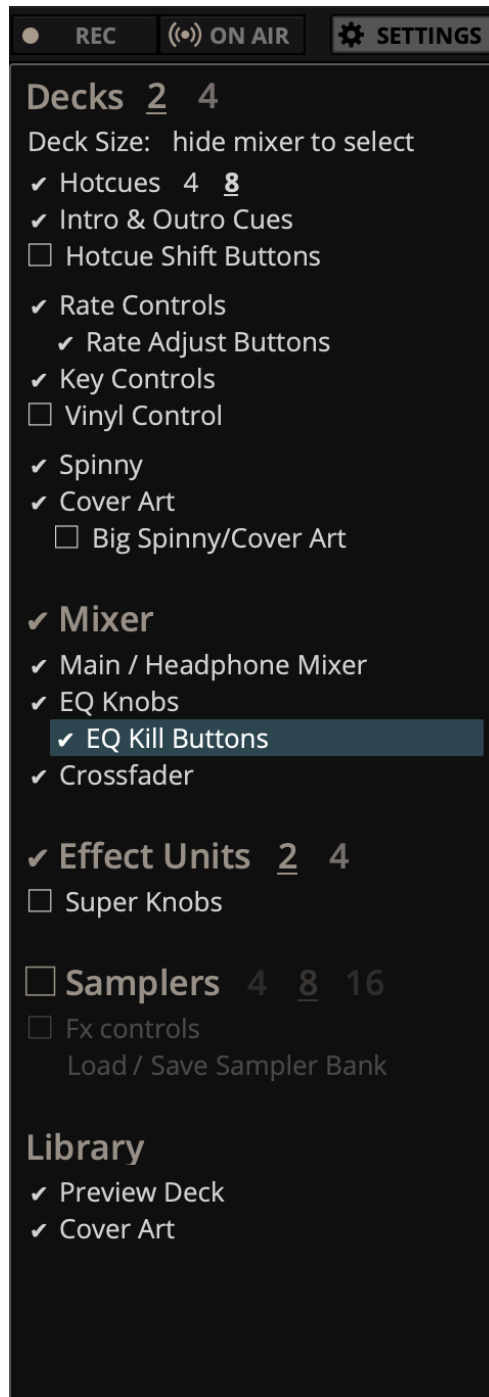 REC ON AIR SETTINGS
Decks 2 4
Deck Size: hide mixer to select
✔ Hotcues 4 8
✔ Intro & Outro Cues
☐ Hotcue Shift Buttons
✔ Rate Controls
✔ Rate Adjust Buttons
✔ Key Controls
☐ Vinyl Control
✔ Spinny
✔ Cover Art
☐ Big Spinny/Cover Art
✔ Mixer
✔ Main / Headphone Mixer
✔ EQ Knobs
✔ EQ Kill Buttons
✔ Crossfader
✔ Effect Units 2 4
☐ Super Knobs
☐ Samplers 4 8 16
☐ Fx controls
Load / Save Sampler Bank
Library
✔ Preview Deck
✔ Cover Art